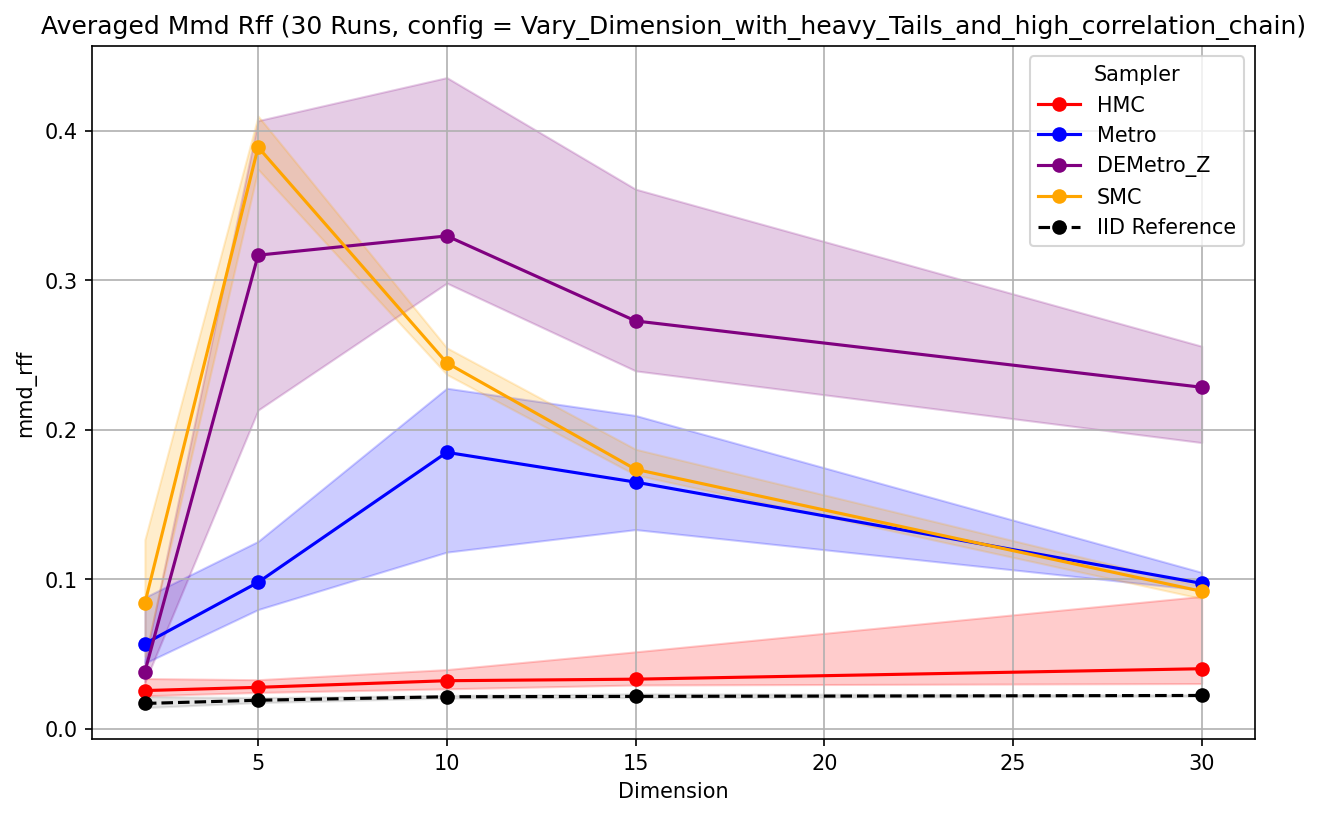 Averaged Mmd Rff (30 Runs, config = Vary_Dimension_with_heavy_Tails_and_high_correlation_chain)
Sampler
HMC
Metro
DEMetro_Z
SMC
IID Reference
mmd_rff
0.4
0.3
0.2
0.1
0.0
5
10
15
20
25
30
Dimension